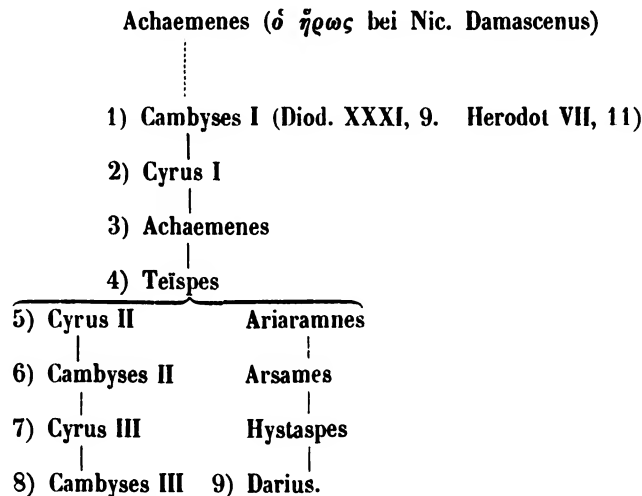 Achaemenes (ὁ ἥρως bei Nic. Damascenus)
1) Cambyses I (Diod. XXXI, 9. Herodot VII, 11)
2) Cyrus I
3) Achaemenes
4) Teïspes
5) Cyrus II Ariaramnes
6) Cambyses II Arsames
7) Cyrus III Hystaspes
8) Cambyses III 9) Darius.